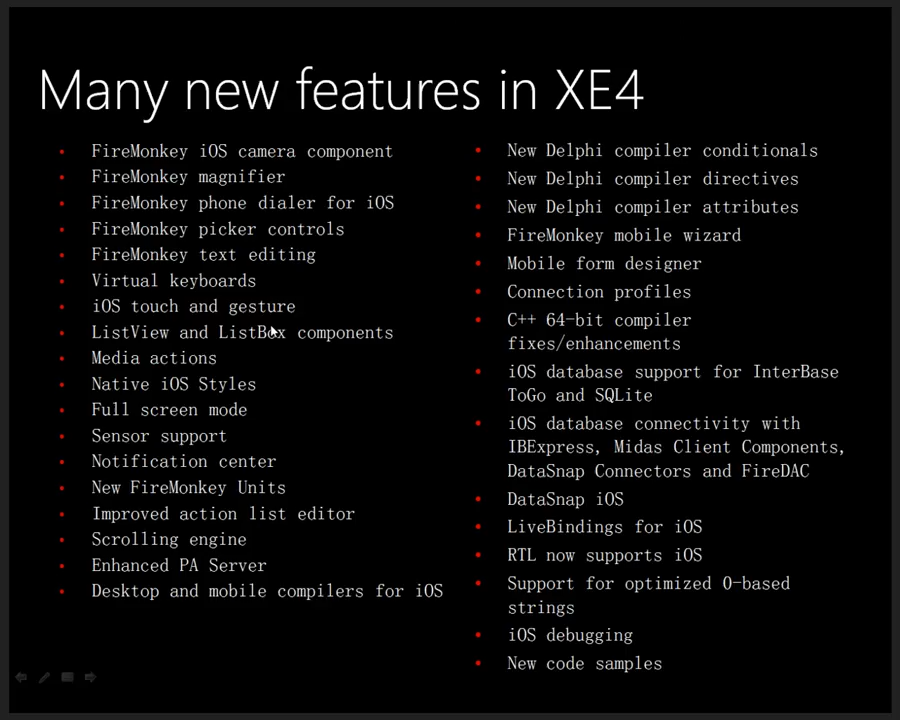 Many new features in XE4
• FireMonkey iOS camera component
• FireMonkey magnifier
• FireMonkey phone dialer for iOS
• FireMonkey picker controls
• FireMonkey text editing
• Virtual keyboards
• iOS touch and gesture
• ListView and ListBox components
• Media actions
• Native iOS Styles
• Full screen mode
• Sensor support
• Notification center
• New FireMonkey Units
• Improved action list editor
• Scrolling engine
• Enhanced PA Server
• Desktop and mobile compilers for iOS
• New Delphi compiler conditionals
• New Delphi compiler directives
• New Delphi compiler attributes
• FireMonkey mobile wizard
• Mobile form designer
• Connection profiles
• C++ 64-bit compiler
fixes/enhancements
• iOS database support for InterBase
ToGo and SQLite
• iOS database connectivity with
IBExpress, Midas Client Components,
DataSnap Connectors and FireDAC
• DataSnap iOS
• LiveBindings for iOS
• RTL now supports iOS
• Support for optimized 0-based
strings
• iOS debugging
• New code samples